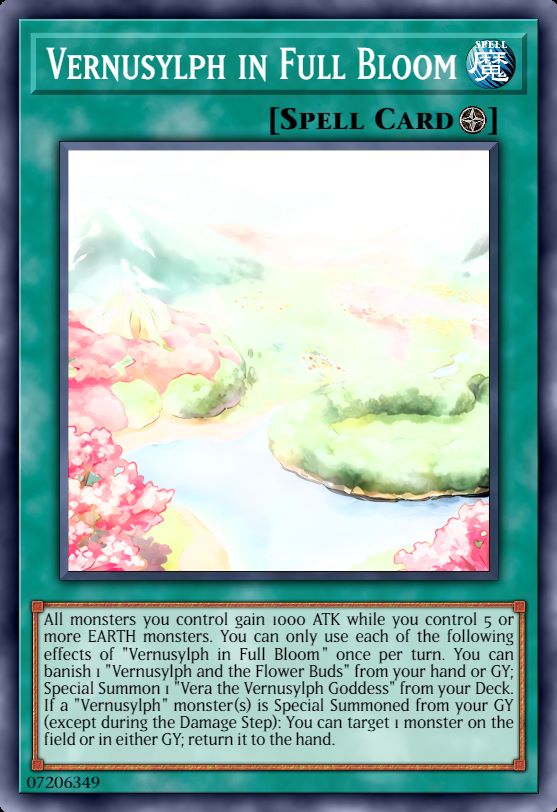 VERNUSYLPH IN FULL BLOOM
SPELL
魔
[SPELL CARD]
All monsters you control gain 1000 ATK while you control 5 or
more EARTH monsters. You can only use each of the following
effects of "Vernusylph in Full Bloom" once per turn. You can
banish 1 "Vernusylph and the Flower Buds" from your hand or GY;
Special Summon 1 "Vera the Vernusylph Goddess" from your Deck.
If a "Vernusylph" monster(s) is Special Summoned from your GY
(except during the Damage Step): You can target 1 monster on the
field or in either GY; return it to the hand.
07206349